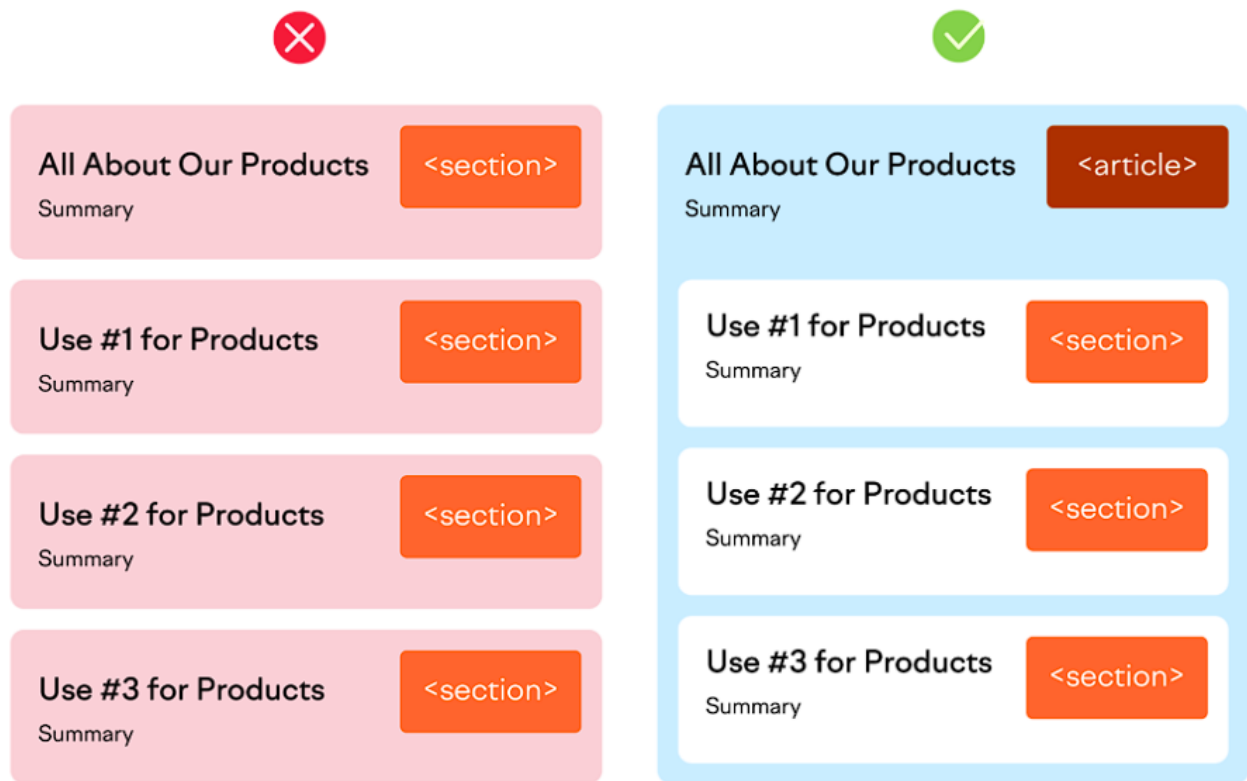 All About Our Products
<section>
Summary
Use #1 for Products
<section>
Summary
Use #2 for Products
<section>
Summary
Use #3 for Products
<section>
Summary
All About Our Products
<article>
Summary
Use #1 for Products
<section>
Summary
Use #2 for Products
<section>
Summary
Use #3 for Products
<section>
Summary